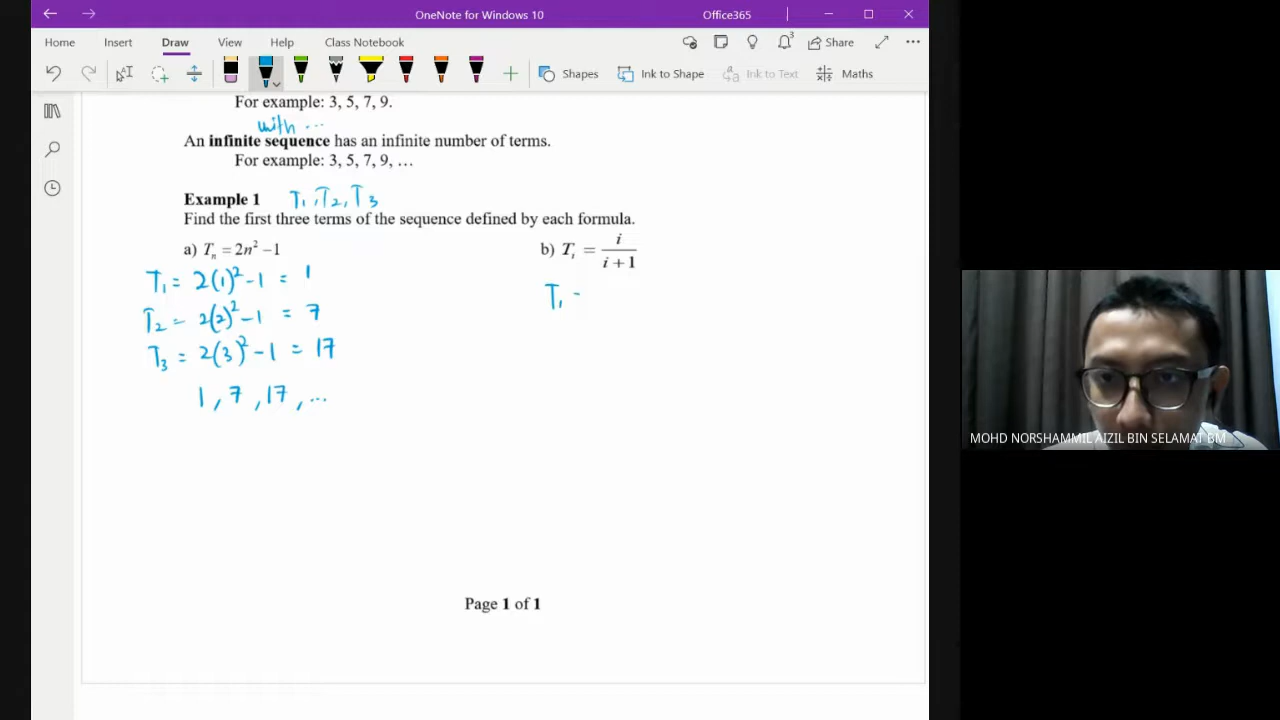 OneNote for Windows 10
Office365
Home Insert Draw View Help Class Notebook
3
Share
Shapes Ink to Shape Ink to Text Maths
For example: 3, 5, 7, 9.
with ...
An infinite sequence has an infinite number of terms.
For example: 3, 5, 7, 9, …
Example 1 T₁, T₂, T₃
Find the first three terms of the sequence defined by each formula.
a) Tₙ = 2n² − 1
b) Tᵢ = i / (i + 1)
T₁ = 2(1)² - 1 = 1
T₂ = 2(2)² - 1 = 7
T₃ = 2(3)² - 1 = 17
1, 7, 17, ...
T₁ -
Page 1 of 1
MOHD NORSHAMMIL AIZIL BIN SELAMAT BM